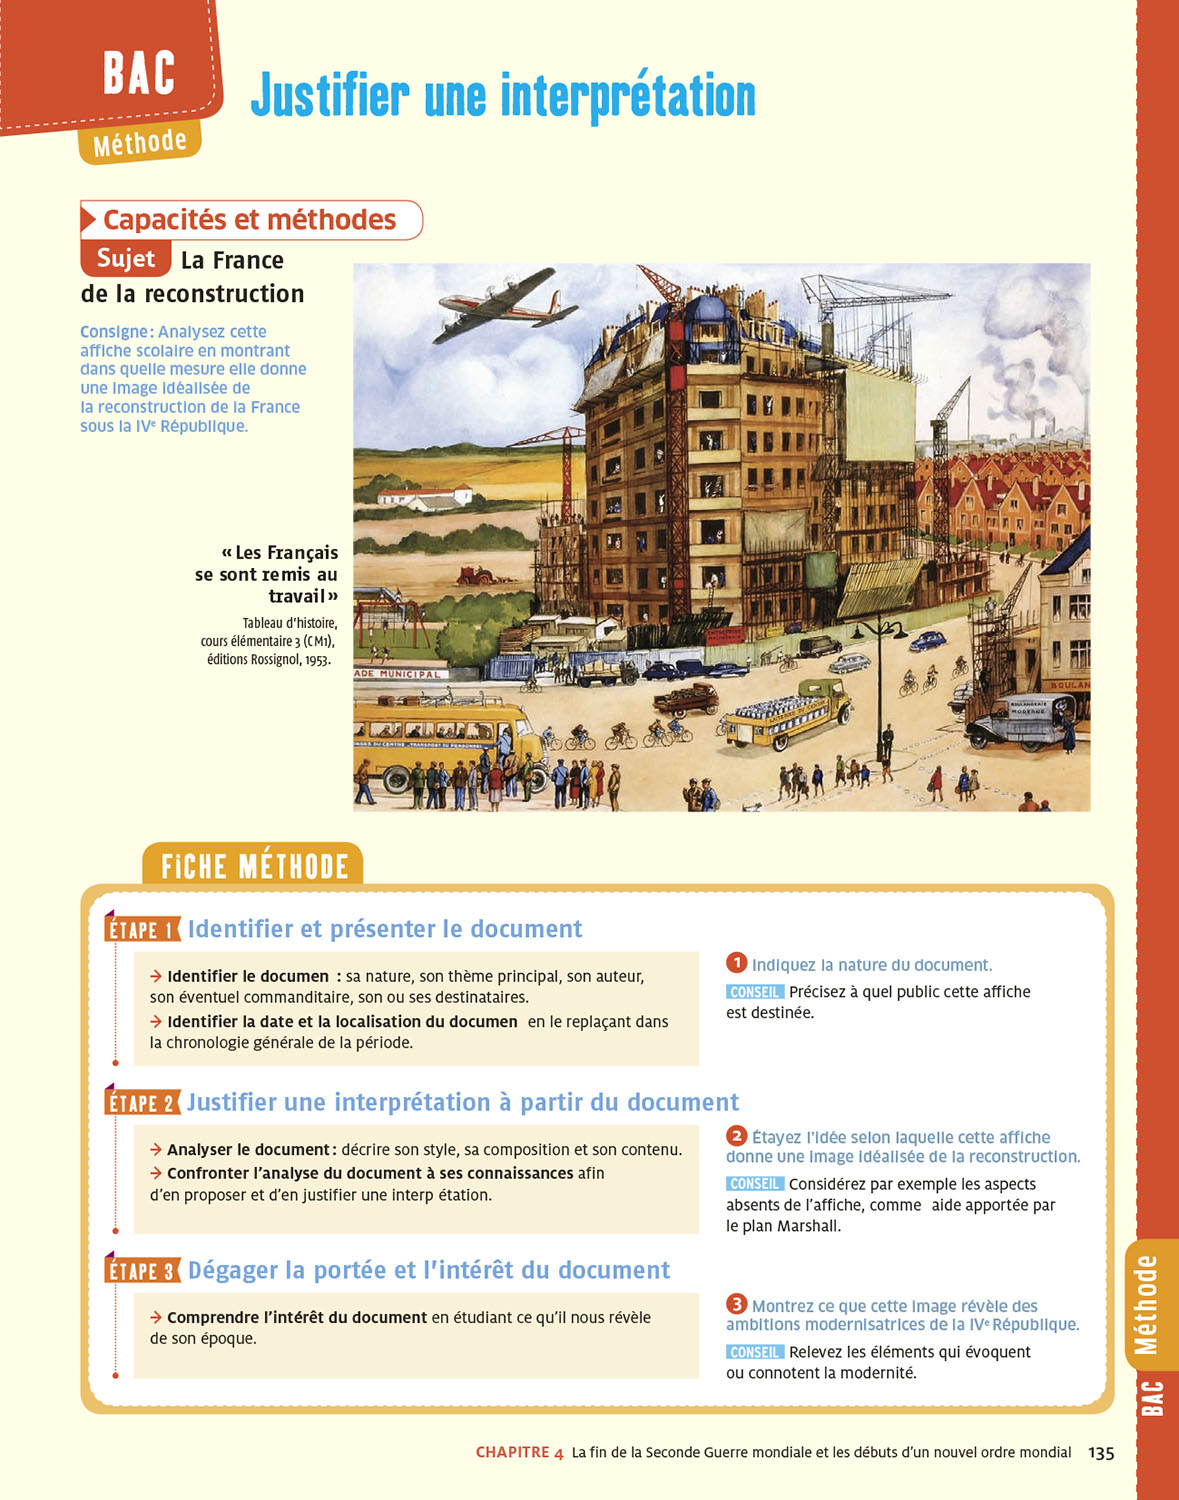 BAC
Méthode
Justifier une interprétation
Capacités et méthodes
Sujet La France
de la reconstruction
Consigne : Analysez cette
affiche scolaire en montrant
dans quelle mesure elle donne
une image idéalisée de
la reconstruction de la France
sous la IVe République.
« Les Français
se sont remis au
travail »
Tableau d'histoire,
cours élémentaire 3 (CM1),
éditions Rossignol, 1953.
ADE MUNICIPAL
ENTREPRISE
LAITERIE DU CENTRE
BOULAN
BOULANGERIE
MODERNE
DU CENTRE - TRANSPORT DU PERSONNEL
FICHE MÉTHODE
ÉTAPE 1 Identifier et présenter le document
→ Identifier le documen : sa nature, son thème principal, son auteur,
son éventuel commanditaire, son ou ses destinataires.
→ Identifier la date et la localisation du documen en le replaçant dans
la chronologie générale de la période.
1 Indiquez la nature du document.
CONSEIL Précisez à quel public cette affiche
est destinée.
ÉTAPE 2 Justifier une interprétation à partir du document
→ Analyser le document : décrire son style, sa composition et son contenu.
→ Confronter l'analyse du document à ses connaissances afin
d'en proposer et d'en justifier une interp étation.
2 Étayez l'idée selon laquelle cette affiche
donne une image idéalisée de la reconstruction.
CONSEIL Considérez par exemple les aspects
absents de l'affiche, comme aide apportée par
le plan Marshall.
ÉTAPE 3 Dégager la portée et l'intérêt du document
→ Comprendre l'intérêt du document en étudiant ce qu'il nous révèle
de son époque.
3 Montrez ce que cette image révèle des
ambitions modernisatrices de la IVe République.
CONSEIL Relevez les éléments qui évoquent
ou connotent la modernité.
Méthode
BAC
CHAPITRE 4 La fin de la Seconde Guerre mondiale et les débuts d'un nouvel ordre mondial 135